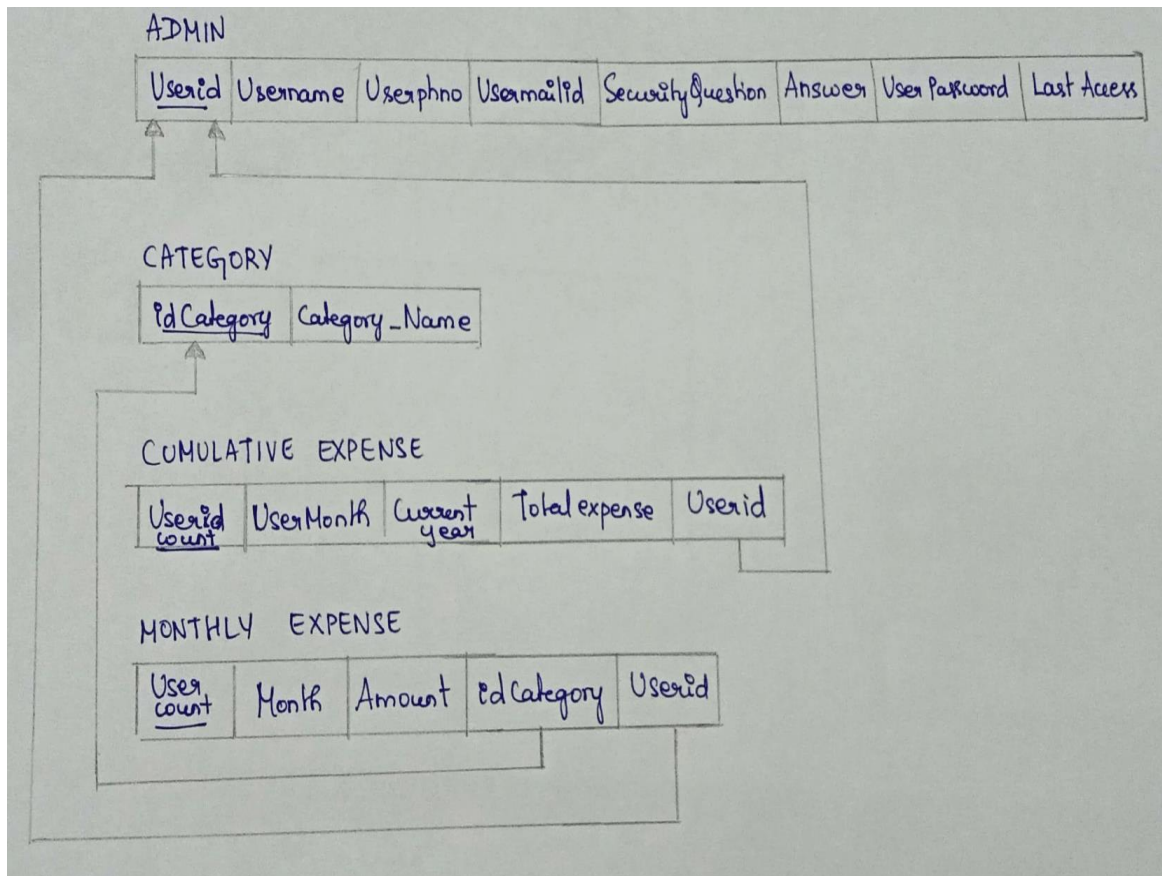 ADMIN
Userid Username Userphno Usermailid SecurityQuestion Answer User Password Last Access
CATEGORY
idCategory Category_Name
CUMULATIVE EXPENSE
Userid count UserMonth Current year Total expense Userid
MONTHLY EXPENSE
User count Month Amount idCategory Userid